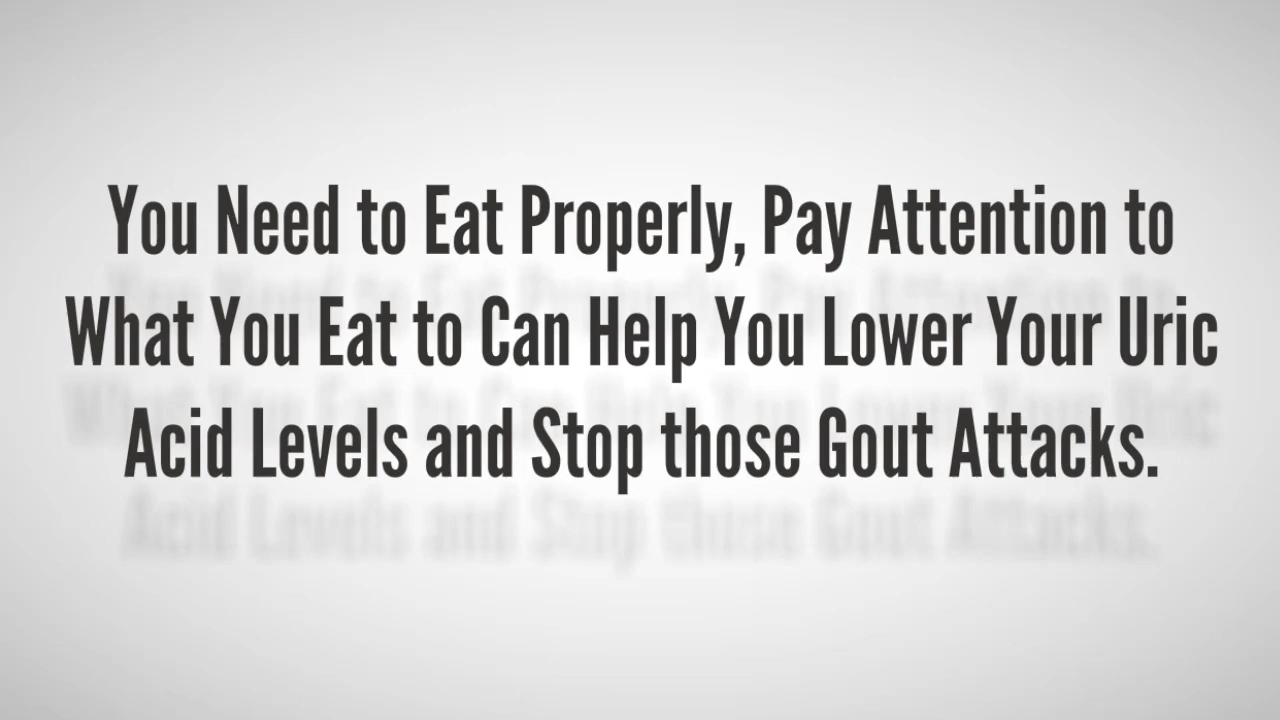 You Need to Eat Properly, Pay Attention to
What You Eat to Can Help You Lower Your Uric
Acid Levels and Stop those Gout Attacks.